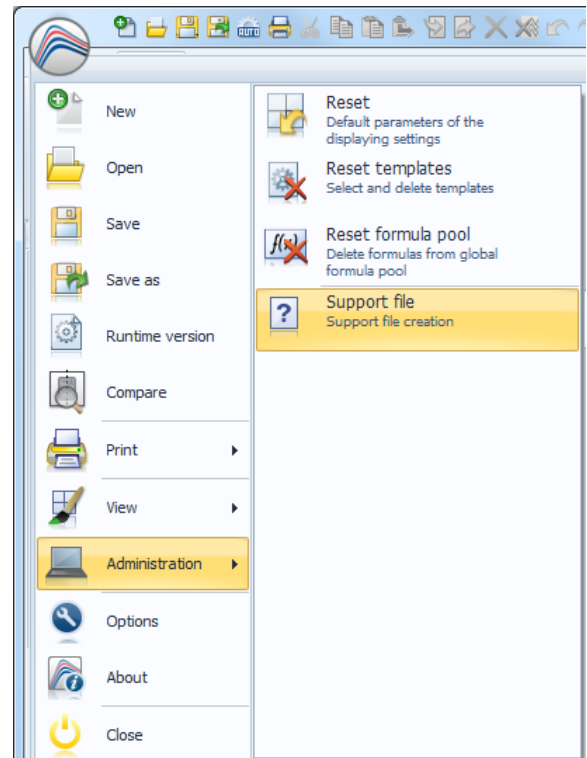 AUTO
New
Open
Save
Save as
Runtime version
Compare
Print
View
Administration
Options
About
Close
Reset
Default parameters of the
displaying settings
Reset templates
Select and delete templates
f(x)
Reset formula pool
Delete formulas from global
formula pool
?
Support file
Support file creation